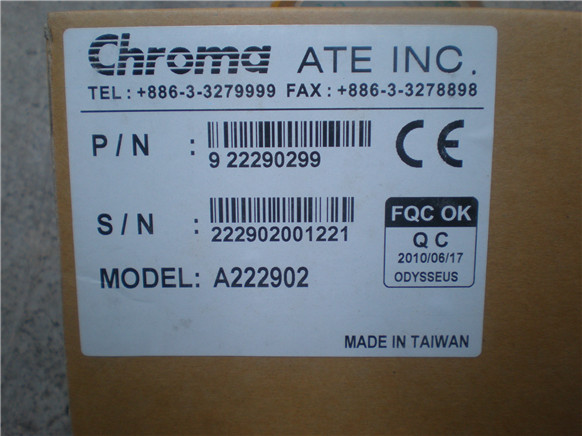 Chroma ATE INC.
TEL : +886-3-3279999 FAX : +886-3-3278898
P/N : 9 22290299
CE
S/N : 222902001221
FQC OK
QC
2010/06/17
ODYSSEUS
MODEL: A222902
MADE IN TAIWAN